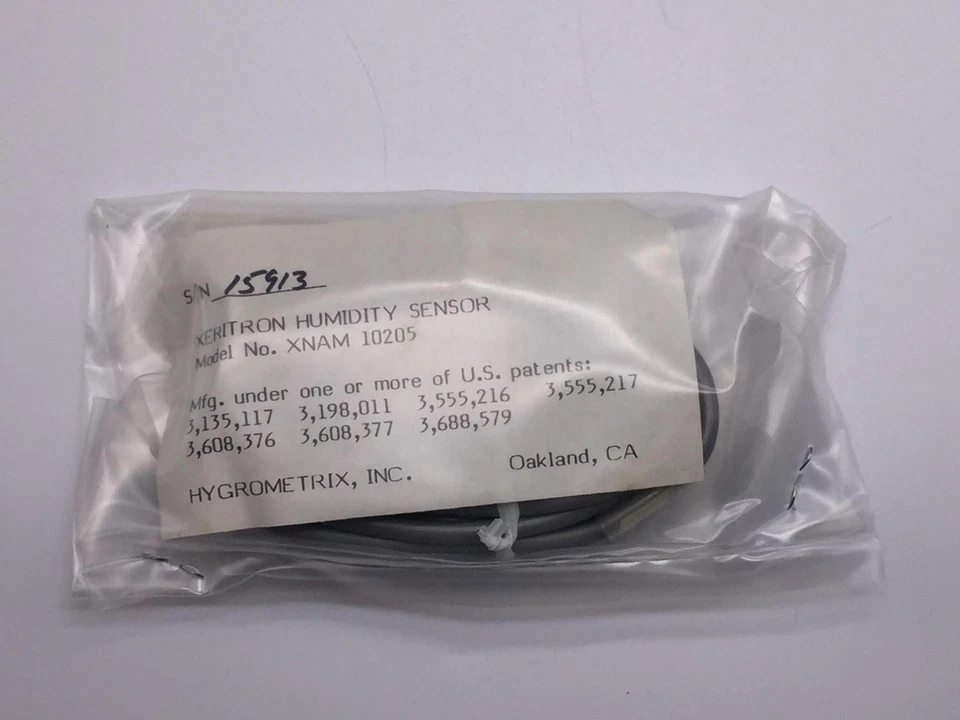 S/N 15913
XERITRON HUMIDITY SENSOR
Model No. XNAM 10205
Mfg. under one or more of U.S. patents:
3,135,117 3,198,011 3,555,216 3,555,217
3,608,376 3,608,377 3,688,579
HYGROMETRIX, INC. Oakland, CA